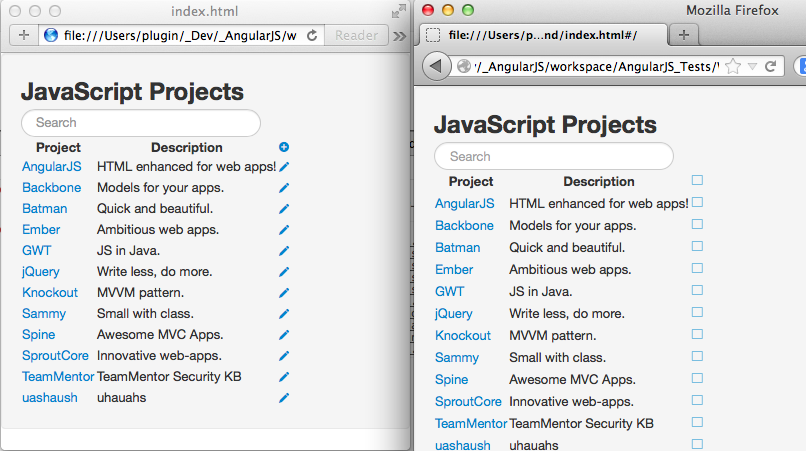 index.html
file:///Users/plugin/_Dev/_AngularJS/w
Reader
JavaScript Projects
Search
Project Description
AngularJS HTML enhanced for web apps!
Backbone Models for your apps.
Batman Quick and beautiful.
Ember Ambitious web apps.
GWT JS in Java.
jQuery Write less, do more.
Knockout MVVM pattern.
Sammy Small with class.
Spine Awesome MVC Apps.
SproutCore Innovative web-apps.
TeamMentor TeamMentor Security KB
uashaush uhauahs
Mozilla Firefox
file:///Users/p...nd/index.html#/
/_AngularJS/workspace/AngularJS_Tests/
JavaScript Projects
Search
Project Description
AngularJS HTML enhanced for web apps!
Backbone Models for your apps.
Batman Quick and beautiful.
Ember Ambitious web apps.
GWT JS in Java.
jQuery Write less, do more.
Knockout MVVM pattern.
Sammy Small with class.
Spine Awesome MVC Apps.
SproutCore Innovative web-apps.
TeamMentor TeamMentor Security KB
uashaush uhauahs